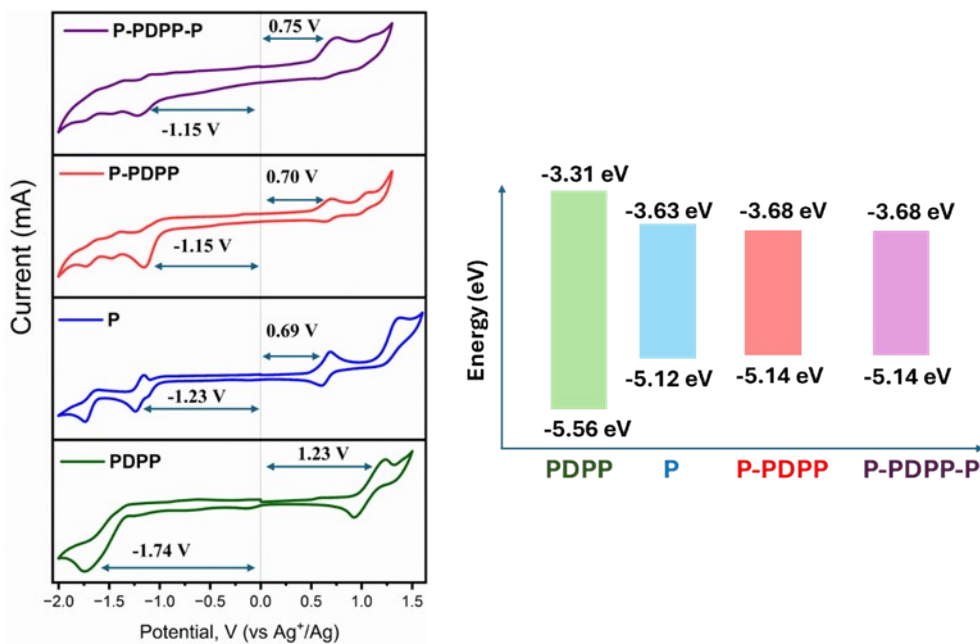 P-PDPP-P
0.75 V
-1.15 V
P-PDPP
0.70 V
-1.15 V
P
0.69 V
-1.23 V
PDPP
1.23 V
-1.74 V
Current (mA)
−2.0 −1.5 −1.0 −0.5 0.0 0.5 1.0 1.5
Potential, V (vs Ag⁺/Ag)
Energy (eV)
-3.31 eV
-3.63 eV
-3.68 eV
-3.68 eV
-5.12 eV
-5.14 eV
-5.14 eV
-5.56 eV
PDPP P P-PDPP P-PDPP-P